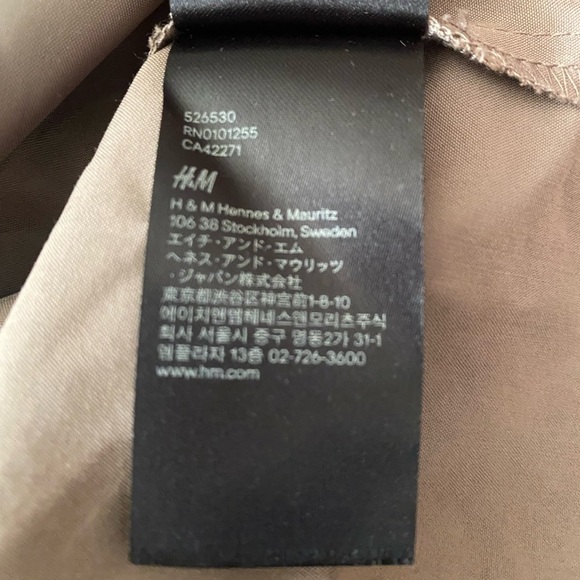 526530
RN0101255
CA42271
H&M
H & M Hennes & Mauritz
106 38 Stockholm, Sweden
エイチ・アンド・エム
ヘネス・アンド・マウリッツ
・ジャパン株式会社
東京都渋谷区神宮前1-8-10
에이치앤엠헤네스앤모리츠주식
회사 서울시 중구 명동2가 31-1
엠플라자 13층 02-726-3600
www.hm.com